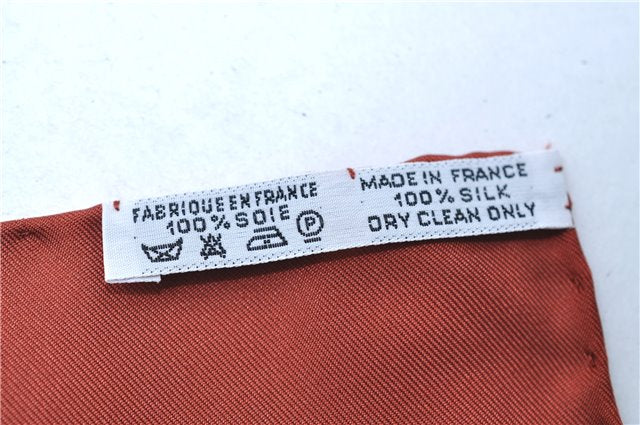 FABRIQUE EN FRANCE
100% SOIE
P
MADE IN FRANCE
100% SILK
DRY CLEAN ONLY